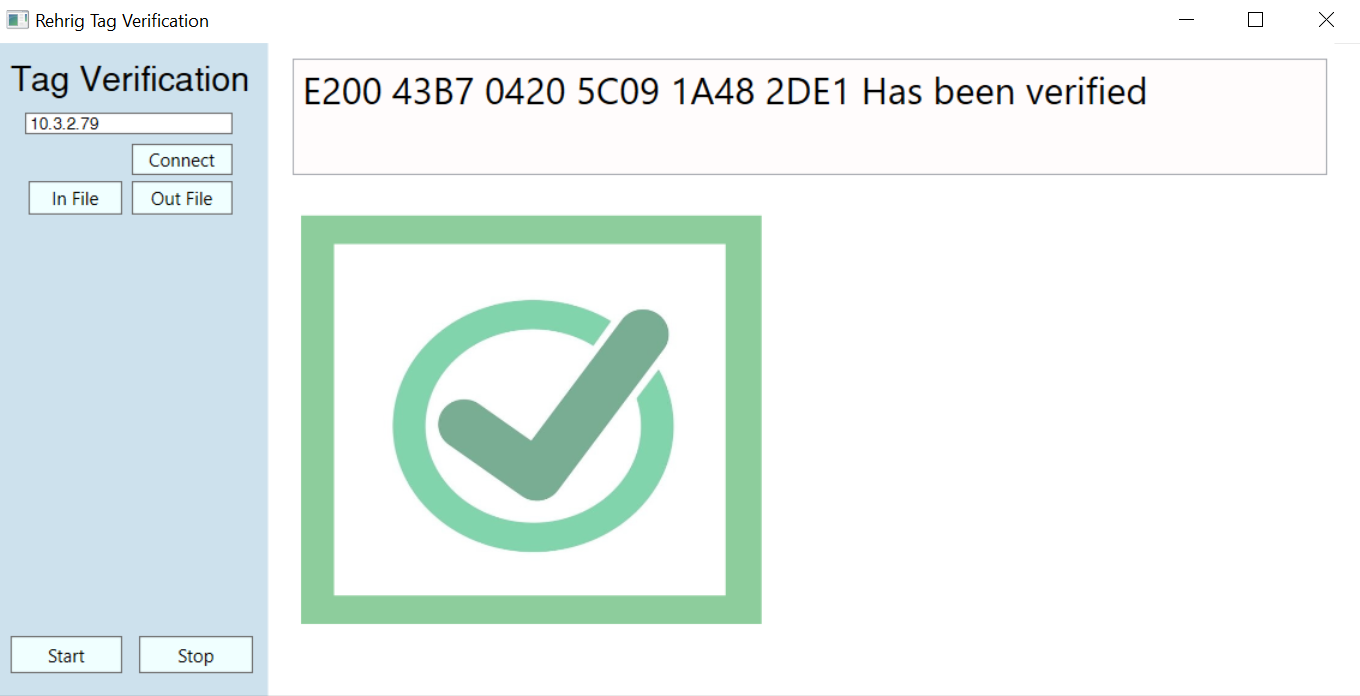 Rehrig Tag Verification
Tag Verification
10.3.2.79
Connect
In File Out File
Start Stop
E200 43B7 0420 5C09 1A48 2DE1 Has been verified